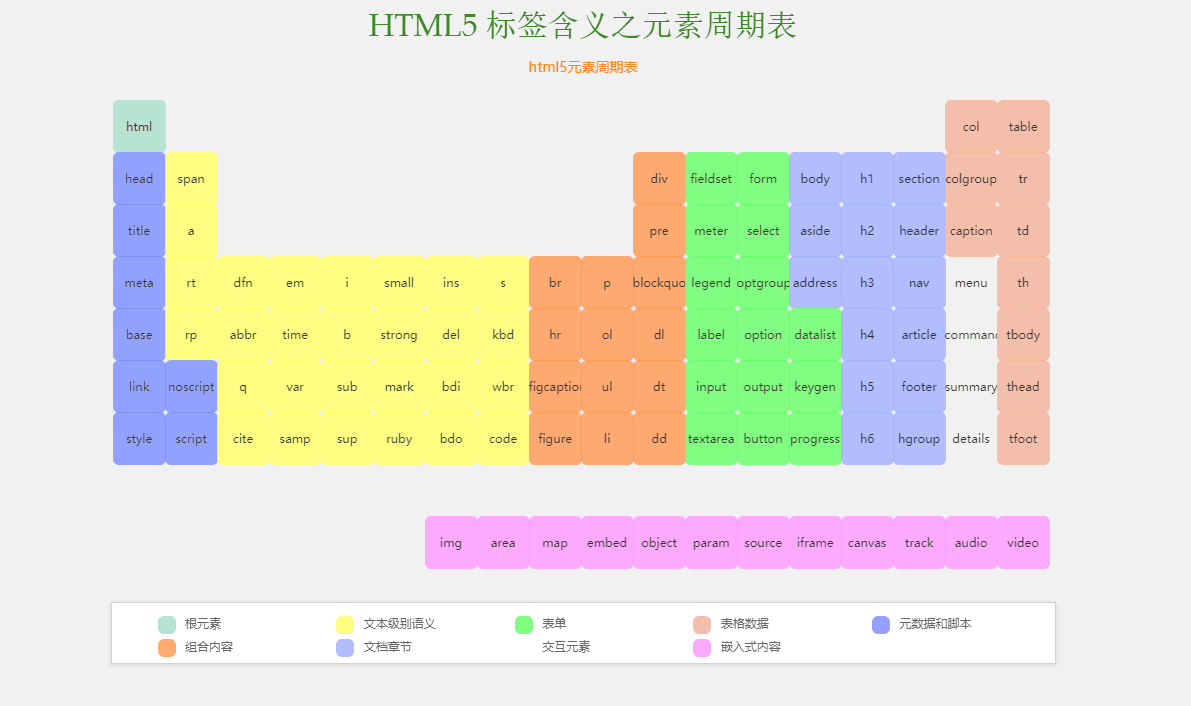 HTML5 标签含义之元素周期表
html5元素周期表
html col table
head span div fieldset form body h1 section colgroup tr
title a pre meter select aside h2 header caption td
meta rt dfn em i small ins s br p blockquo legend optgroup address h3 nav menu th
base rp abbr time b strong del kbd hr ol dl label option datalist h4 article command tbody
link noscript q var sub mark bdi wbr figcaption ul dt input output keygen h5 footer summary thead
style script cite samp sup ruby bdo code figure li dd textarea button progress h6 hgroup details tfoot
img area map embed object param source iframe canvas track audio video
根元素 文本级别语义 表单 表格数据 元数据和脚本
组合内容 文档章节 交互元素 嵌入式内容